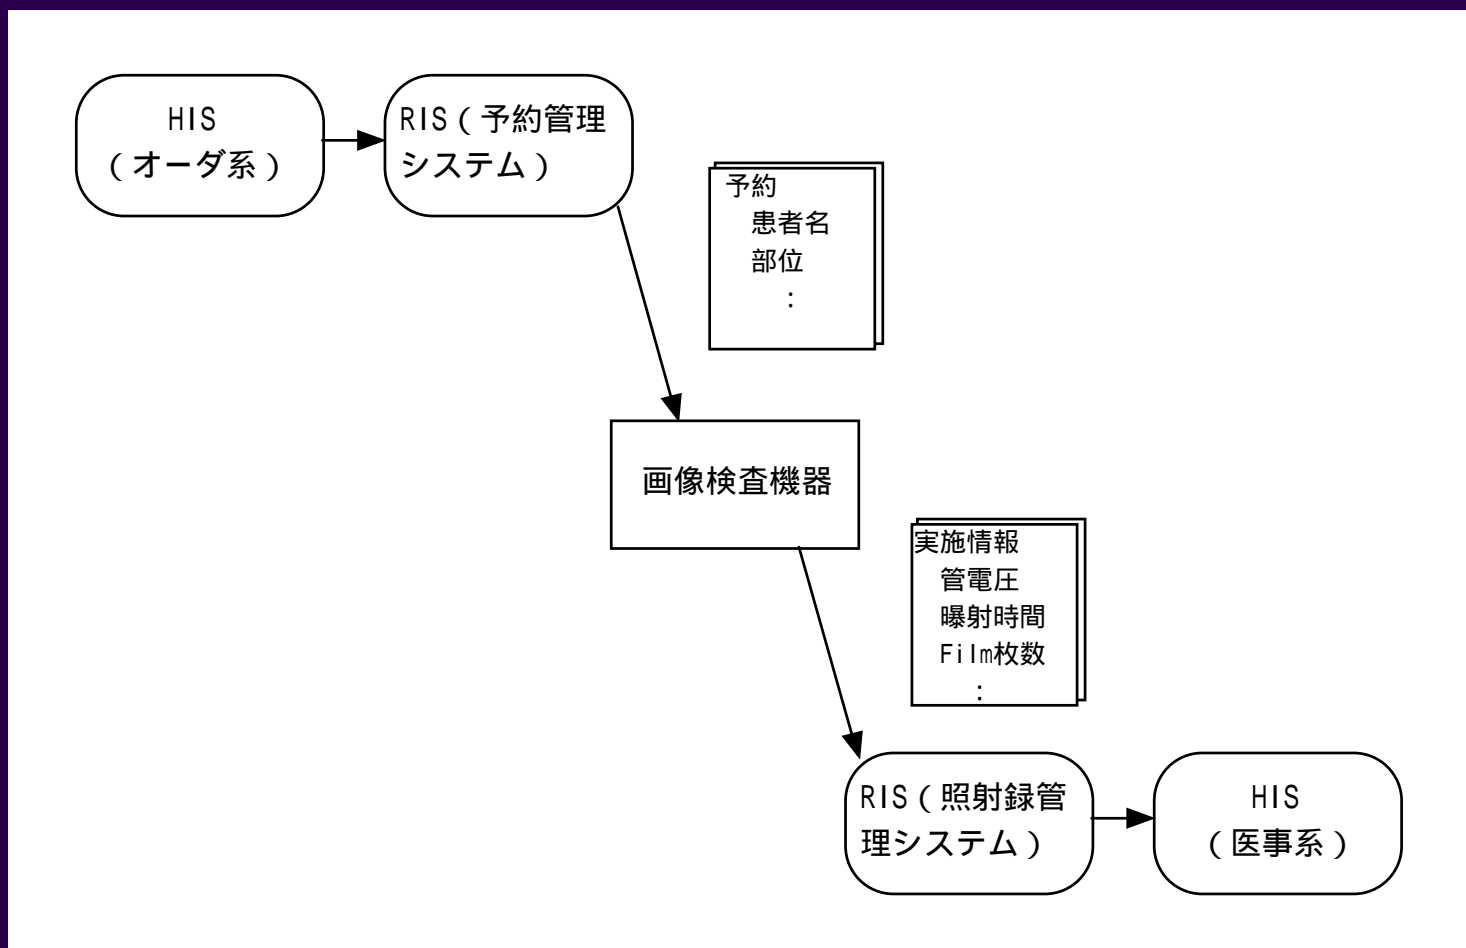 HIS
（オーダ系）
RIS（予約管理
システム）
予約
患者名
部位
：
画像検査機器
実施情報
管電圧
曝射時間
Film枚数
：
RIS（照射録管
理システム）
HIS
（医事系）